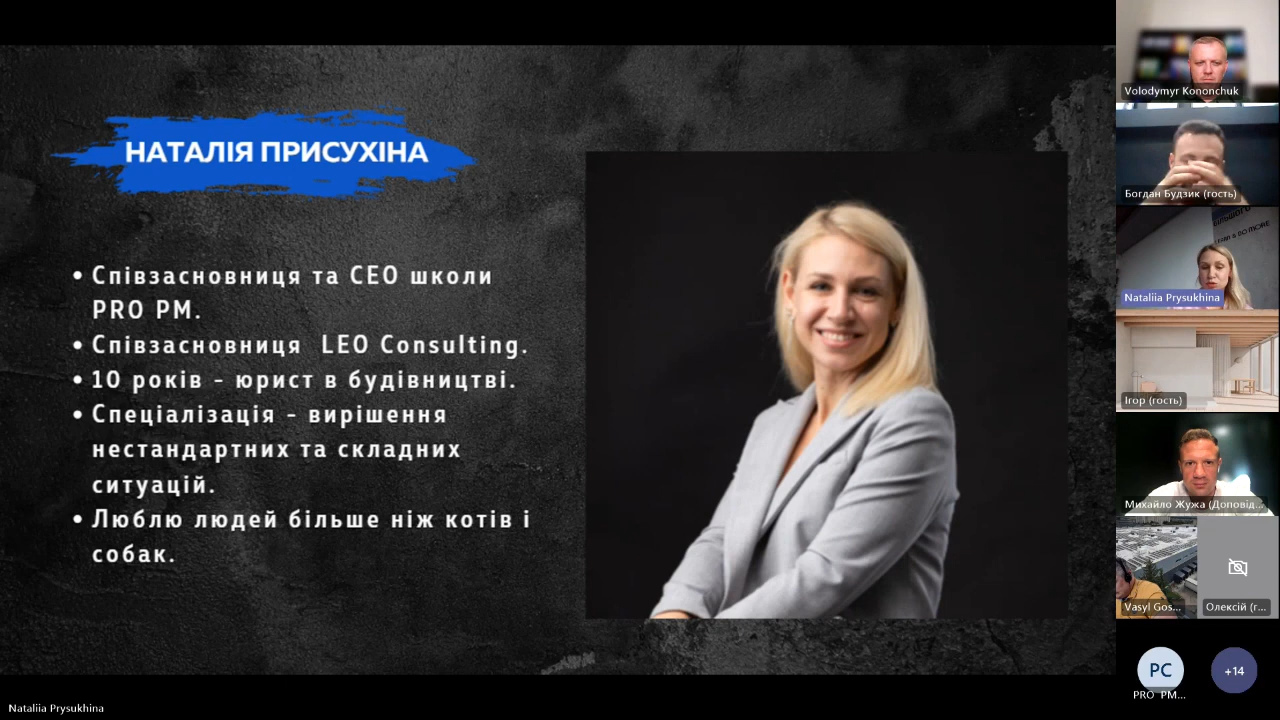 НАТАЛІЯ ПРИСУХІНА
• Співзасновниця та CEO школи
PRO PM.
• Співзасновниця LEO Consulting.
• 10 років - юрист в будівництві.
• Спеціалізація - вирішення
нестандартних та складних
ситуацій.
• Люблю людей більше ніж котів і
собак.
Nataliia Prysukhina
Volodymyr Kononchuk
Богдан Будзик (гость)
Nataliia Prysukhina
Ігор (гость)
Михайло Жужа (Доповід...
Vasyl Gos...
Олексій (г...
PC
PRO PM...
+14